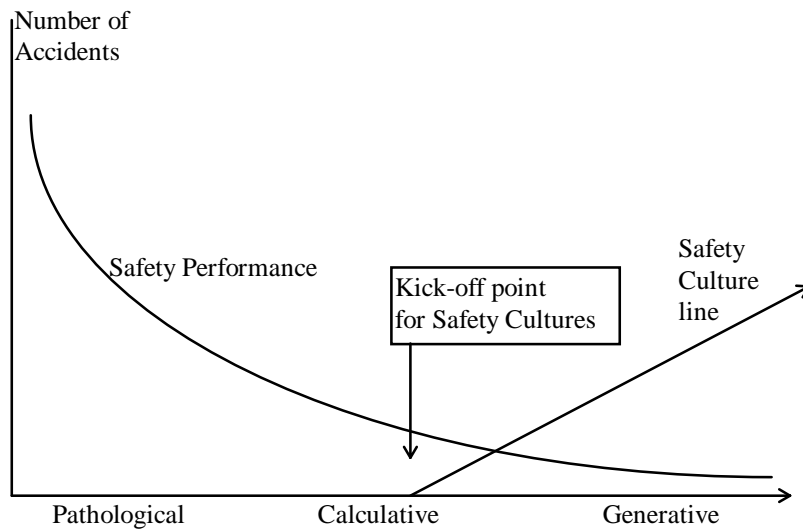 Number of
Accidents
Safety Performance
Kick-off point
for Safety Cultures
Safety
Culture
line
Pathological
Calculative
Generative